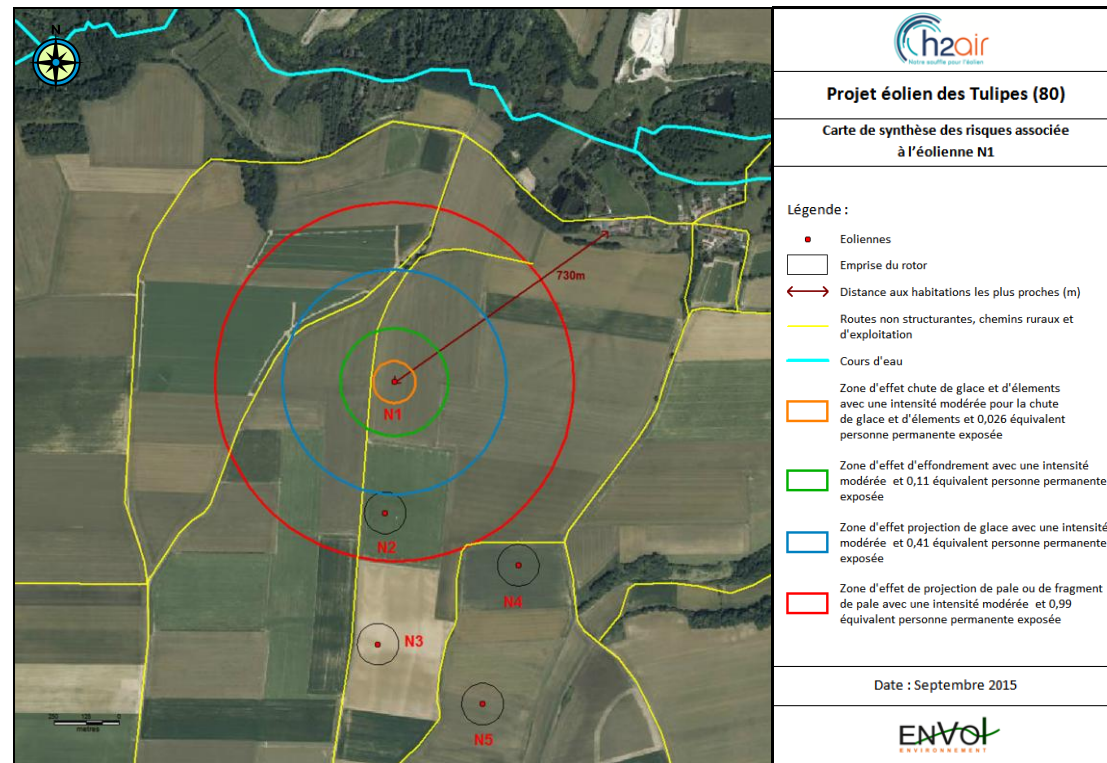 N
730m
N1
N2
N4
N3
N5
metres
h2air
Notre souffle pour l'éolien
Projet éolien des Tulipes (80)
Carte de synthèse des risques associée
à l'éolienne N1
Légende :
Eoliennes
Emprise du rotor
Distance aux habitations les plus proches (m)
Routes non structurantes, chemins ruraux et
d'exploitation
Cours d'eau
Zone d'effet chute de glace et d'élements
avec une intensité modérée pour la chute
de glace et d'élements et 0,026 équivalent
personne permanente exposée
Zone d'effet d'effondrement avec une intensité
modérée et 0,11 équivalent personne permanente
exposée
Zone d'effet projection de glace avec une intensité
modérée et 0,41 équivalent personne permanente
exposée
Zone d'effet de projection de pale ou de fragment
de pale avec une intensité modérée et 0,99
équivalent personne permanente exposée
Date : Septembre 2015
ENVOL
ENVIRONNEMENT